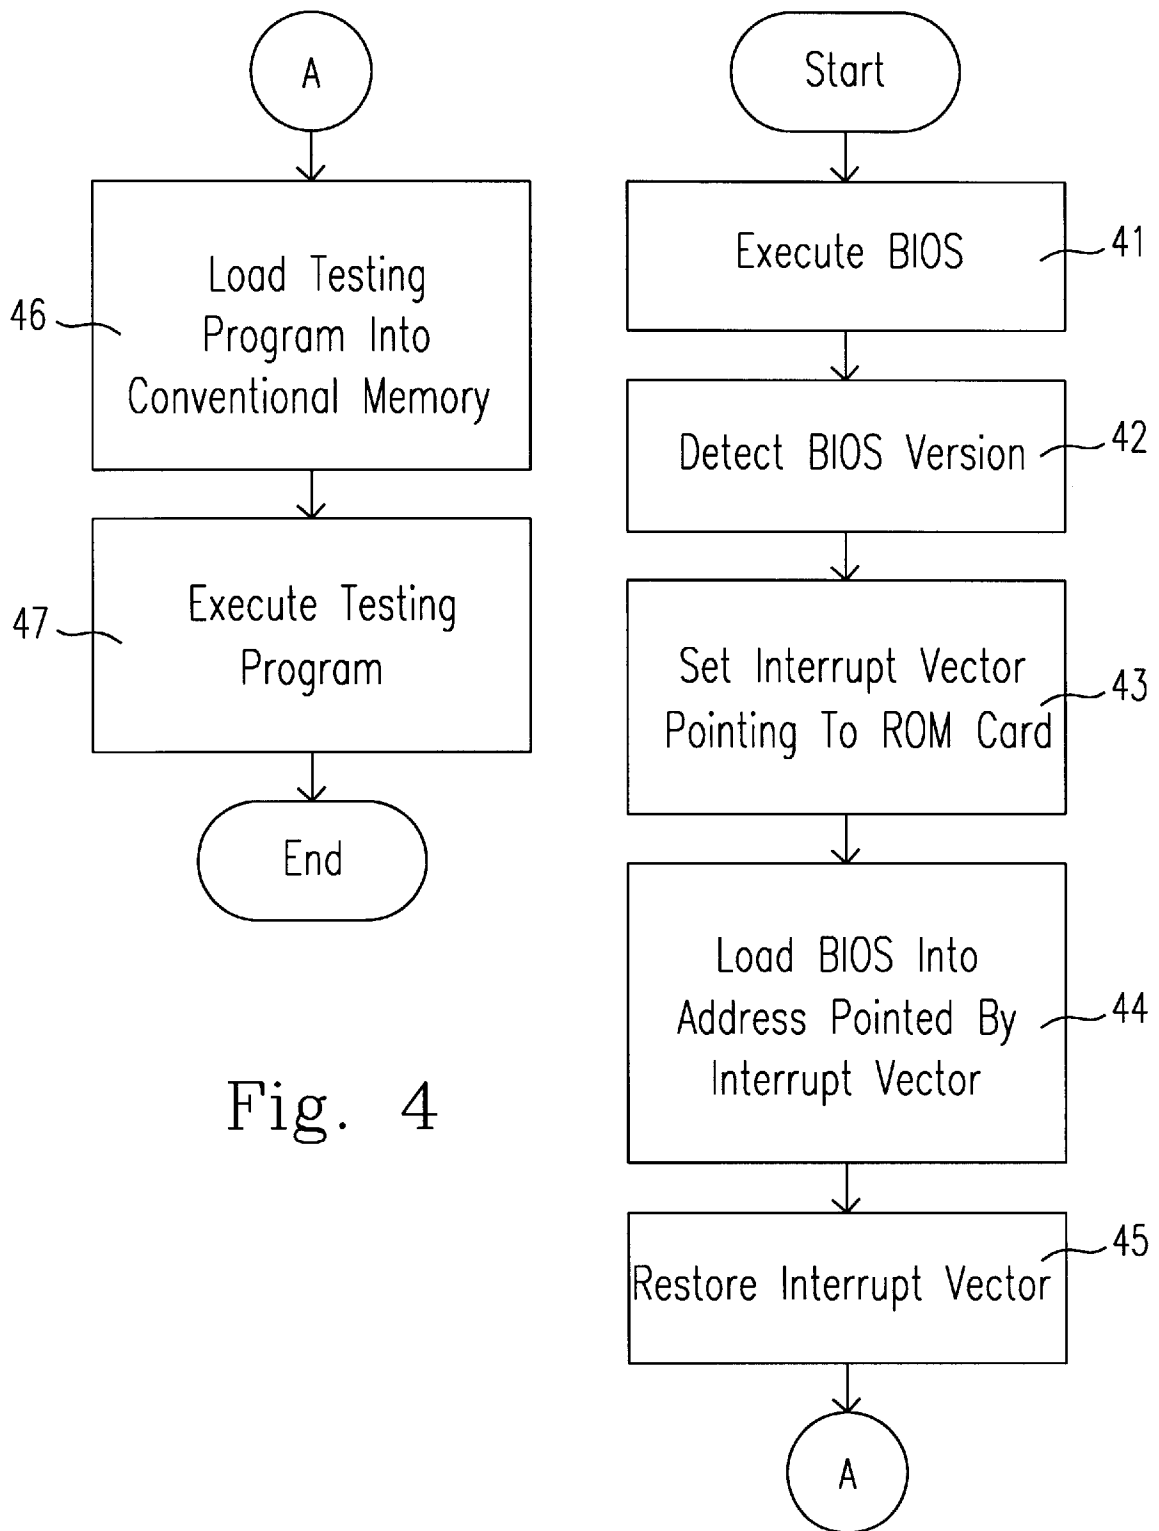 Start
Execute BIOS
41
Detect BIOS Version
42
Set Interrupt Vector
Pointing To ROM Card
43
Load BIOS Into
Address Pointed By
Interrupt Vector
44
Restore Interrupt Vector
45
A
A
Load Testing
Program Into
Conventional Memory
46
Execute Testing
Program
47
End
Fig. 4